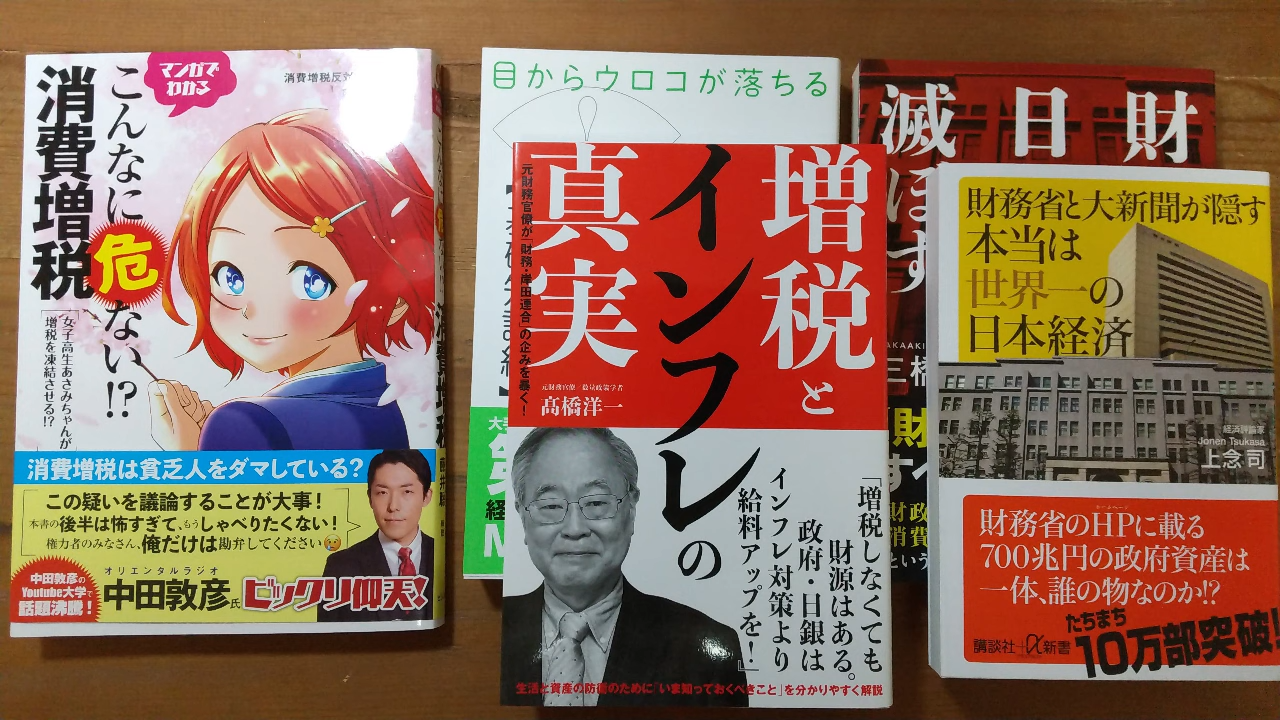 マンガで
わかる
消費増税反対
こんなに
危
ない!?
消費増税
女子高生あさみちゃんが
増税を凍結させる!?
消費増税は貧乏人をダマしている?
この疑いを議論することが大事!
本書の後半は怖すぎて、もうしゃべりたくない!
権力者のみなさん、俺だけは勘弁してください
オリエンタルラジオ
中田敦彦氏
ビックリ仰天!
中田敦彦の
Youtube大学で
話題沸騰!
目からウロコが落ちる
増税と
インフレの
真実
元財務官僚が「財務・岸田連合」の企みを暴く!
元財務官僚 数量政策学者
髙橋洋一
「増税しなくても
財源はある。
政府・日銀は
インフレ対策より
給料アップを!」
生活と資産の防衛のために「いま知っておくべきこと」を分かりやすく解説
財
日
滅ぼす
三橋
財務省と大新聞が隠す
本当は
世界一の
日本経済
経済評論家
Jonen Tsukasa
上念 司
財務省のHPに載る
ホームページ
700兆円の政府資産は
一体、誰の物なのか!?
講談社+α新書
たちまち
10万部突破!